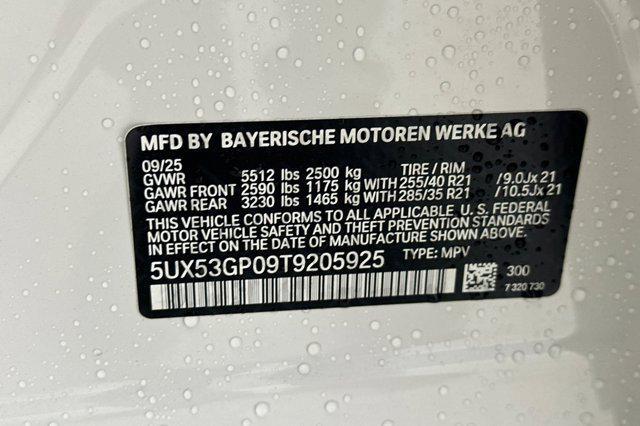 MFD BY BAYERISCHE MOTOREN WERKE AG
09/25
GVWR 5512 lbs 2500 kg TIRE / RIM
GAWR FRONT 2590 lbs 1175 kg WITH 255/40 R21 /9.0Jx21
GAWR REAR 3230 lbs 1465 kg WITH 285/35 R21 /10.5Jx21
THIS VEHICLE CONFORMS TO ALL APPLICABLE U. S. FEDERAL
MOTOR VEHICLE SAFETY AND THEFT PREVENTION STANDARDS
IN EFFECT ON THE DATE OF MANUFACTURE SHOWN ABOVE.
5UX53GP09T9205925 TYPE: MPV
300
7 320 730